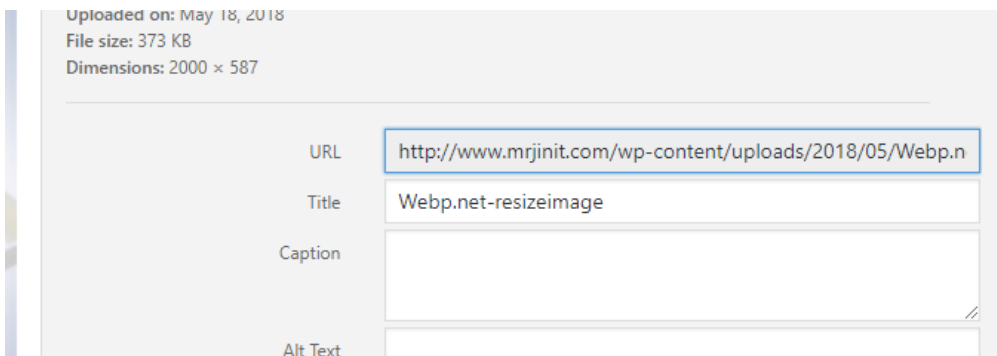 Uploaded on: May 18, 2018
File size: 373 KB
Dimensions: 2000 × 587
URL http://www.mrjinit.com/wp-content/uploads/2018/05/Webp.n
Title Webp.net-resizeimage
Caption
Alt Text